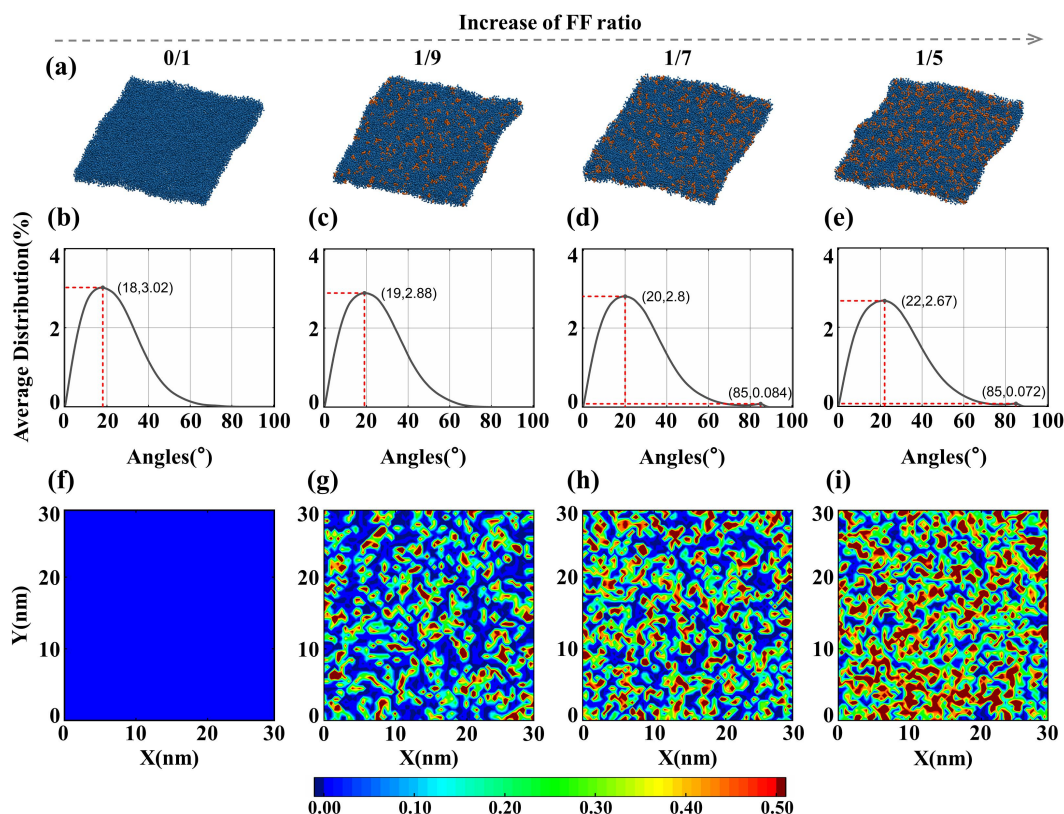 Increase of FF ratio
(a) 0/1 1/9 1/7 1/5
(b) (c) (d) (e)
Average Distribution(%)
4 4 4 4
(18,3.02) (19,2.88) (20,2.8) (22,2.67)
2 2 2 2
(85,0.084) (85,0.072)
0 0 0 0
0 20 40 60 80 100 0 20 40 60 80 100 0 20 40 60 80 100 0 20 40 60 80 100
Angles(°) Angles(°) Angles(°) Angles(°)
(f) (g) (h) (i)
Y(nm)
30 30 30 30
20 20 20 20
10 10 10 10
0 0 0 0
0 10 20 30 0 10 20 30 0 10 20 30 0 10 20 30
X(nm) X(nm) X(nm) X(nm)
0.00 0.10 0.20 0.30 0.40 0.50